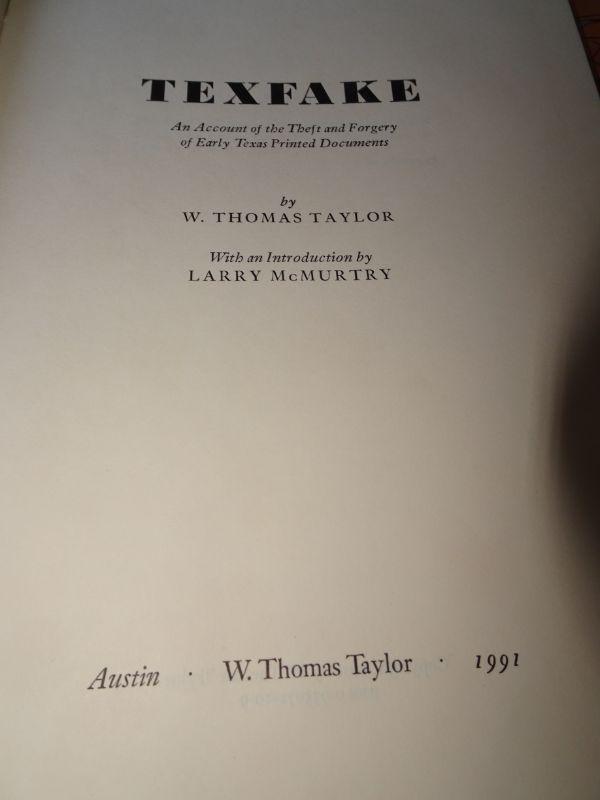 TEXFAKE
An Account of the Theft and Forgery
of Early Texas Printed Documents
by
W. THOMAS TAYLOR
With an Introduction by
LARRY McMURTRY
Austin · W. Thomas Taylor · 1991